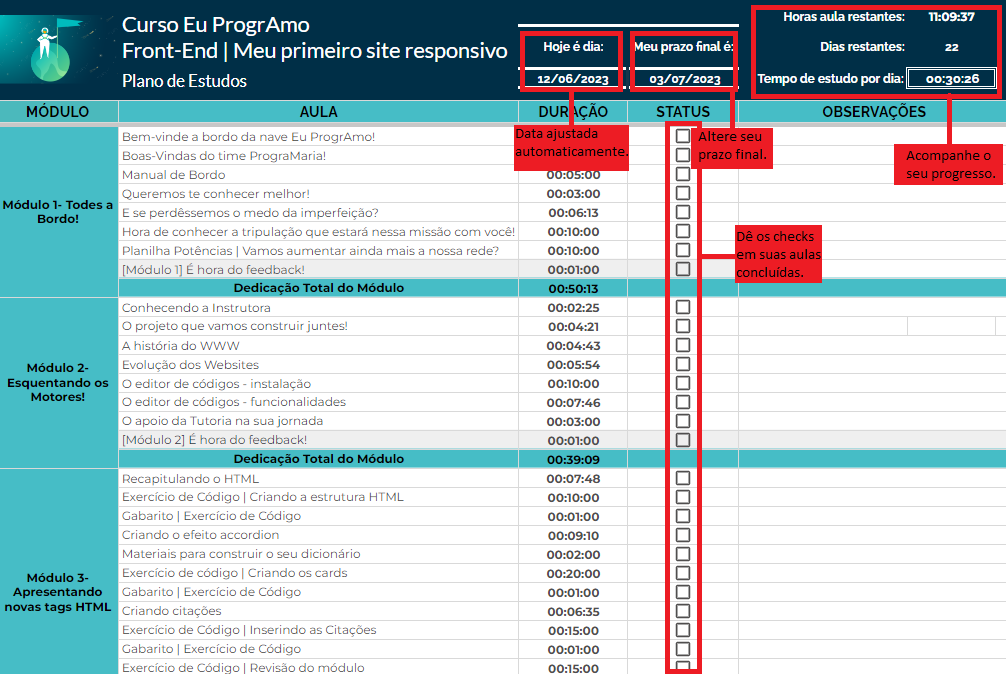 Curso Eu ProgrAmo
Front-End | Meu primeiro site responsivo
Plano de Estudos
Hoje é dia:
12/06/2023
Meu prazo final é:
03/07/2023
Horas aula restantes: 11:09:37
Dias restantes: 22
Tempo de estudo por dia: 00:30:26
MÓDULO AULA DURAÇÃO STATUS OBSERVAÇÕES
Data ajustada
automaticamente.
Altere seu
prazo final.
Acompanhe o
seu progresso.
Dê os checks
em suas aulas
concluídas.
Módulo 1- Todes a
Bordo!
Bem-vinde a bordo da nave Eu ProgrAmo!
Boas-Vindas do time PrograMaria!
Manual de Bordo 00:05:00
Queremos te conhecer melhor! 00:03:00
E se perdêssemos o medo da imperfeição? 00:06:13
Hora de conhecer a tripulação que estará nessa missão com você! 00:10:00
Planilha Potências | Vamos aumentar ainda mais a nossa rede? 00:10:00
[Módulo 1] É hora do feedback! 00:01:00
Dedicação Total do Módulo 00:50:13
Módulo 2-
Esquentando os
Motores!
Conhecendo a Instrutora 00:02:25
O projeto que vamos construir juntes! 00:04:21
A história do WWW 00:04:43
Evolução dos Websites 00:05:54
O editor de códigos - instalação 00:10:00
O editor de códigos - funcionalidades 00:07:46
O apoio da Tutoria na sua jornada 00:03:00
[Módulo 2] É hora do feedback! 00:01:00
Dedicação Total do Módulo 00:39:09
Módulo 3-
Apresentando
novas tags HTML
Recapitulando o HTML 00:07:48
Exercício de Código | Criando a estrutura HTML 00:10:00
Gabarito | Exercício de Código 00:01:00
Criando o efeito accordion 00:09:10
Materiais para construir o seu dicionário 00:02:00
Exercício de código | Criando os cards 00:20:00
Gabarito | Exercício de Código 00:01:00
Criando citações 00:06:35
Exercício de Código | Inserindo as Citações 00:15:00
Gabarito | Exercício de Código 00:01:00
Exercício de Código | Revisão do módulo 00:15:00